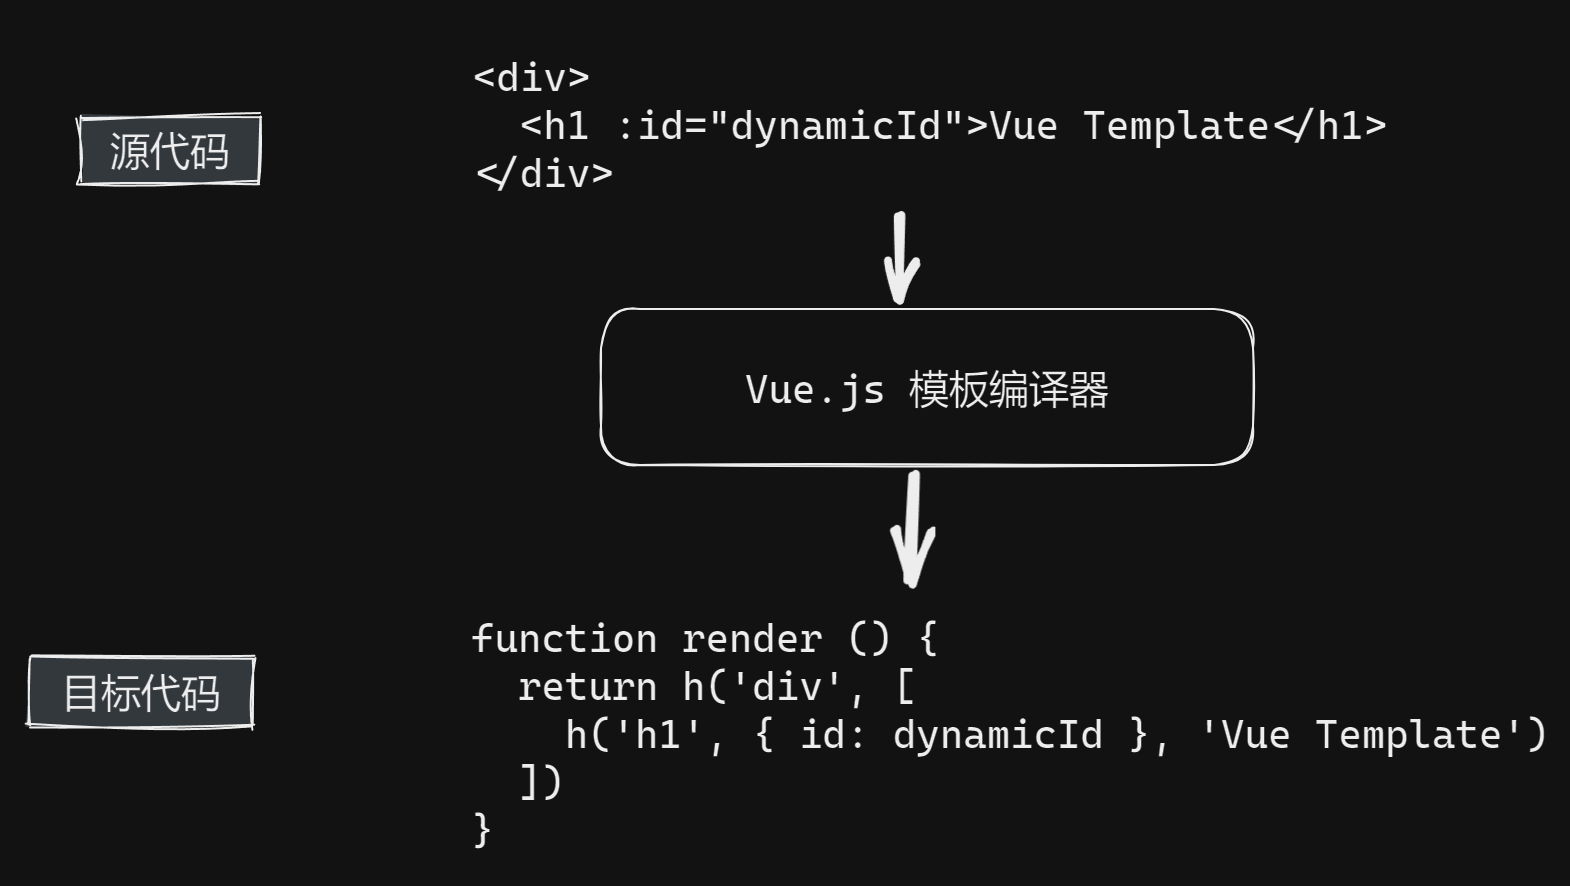 源代码
<div>
  <h1 :id="dynamicId">Vue Template</h1>
</div>
Vue.js 模板编译器
目标代码
function render () {
  return h('div', [
    h('h1', { id: dynamicId }, 'Vue Template')
  ])
}